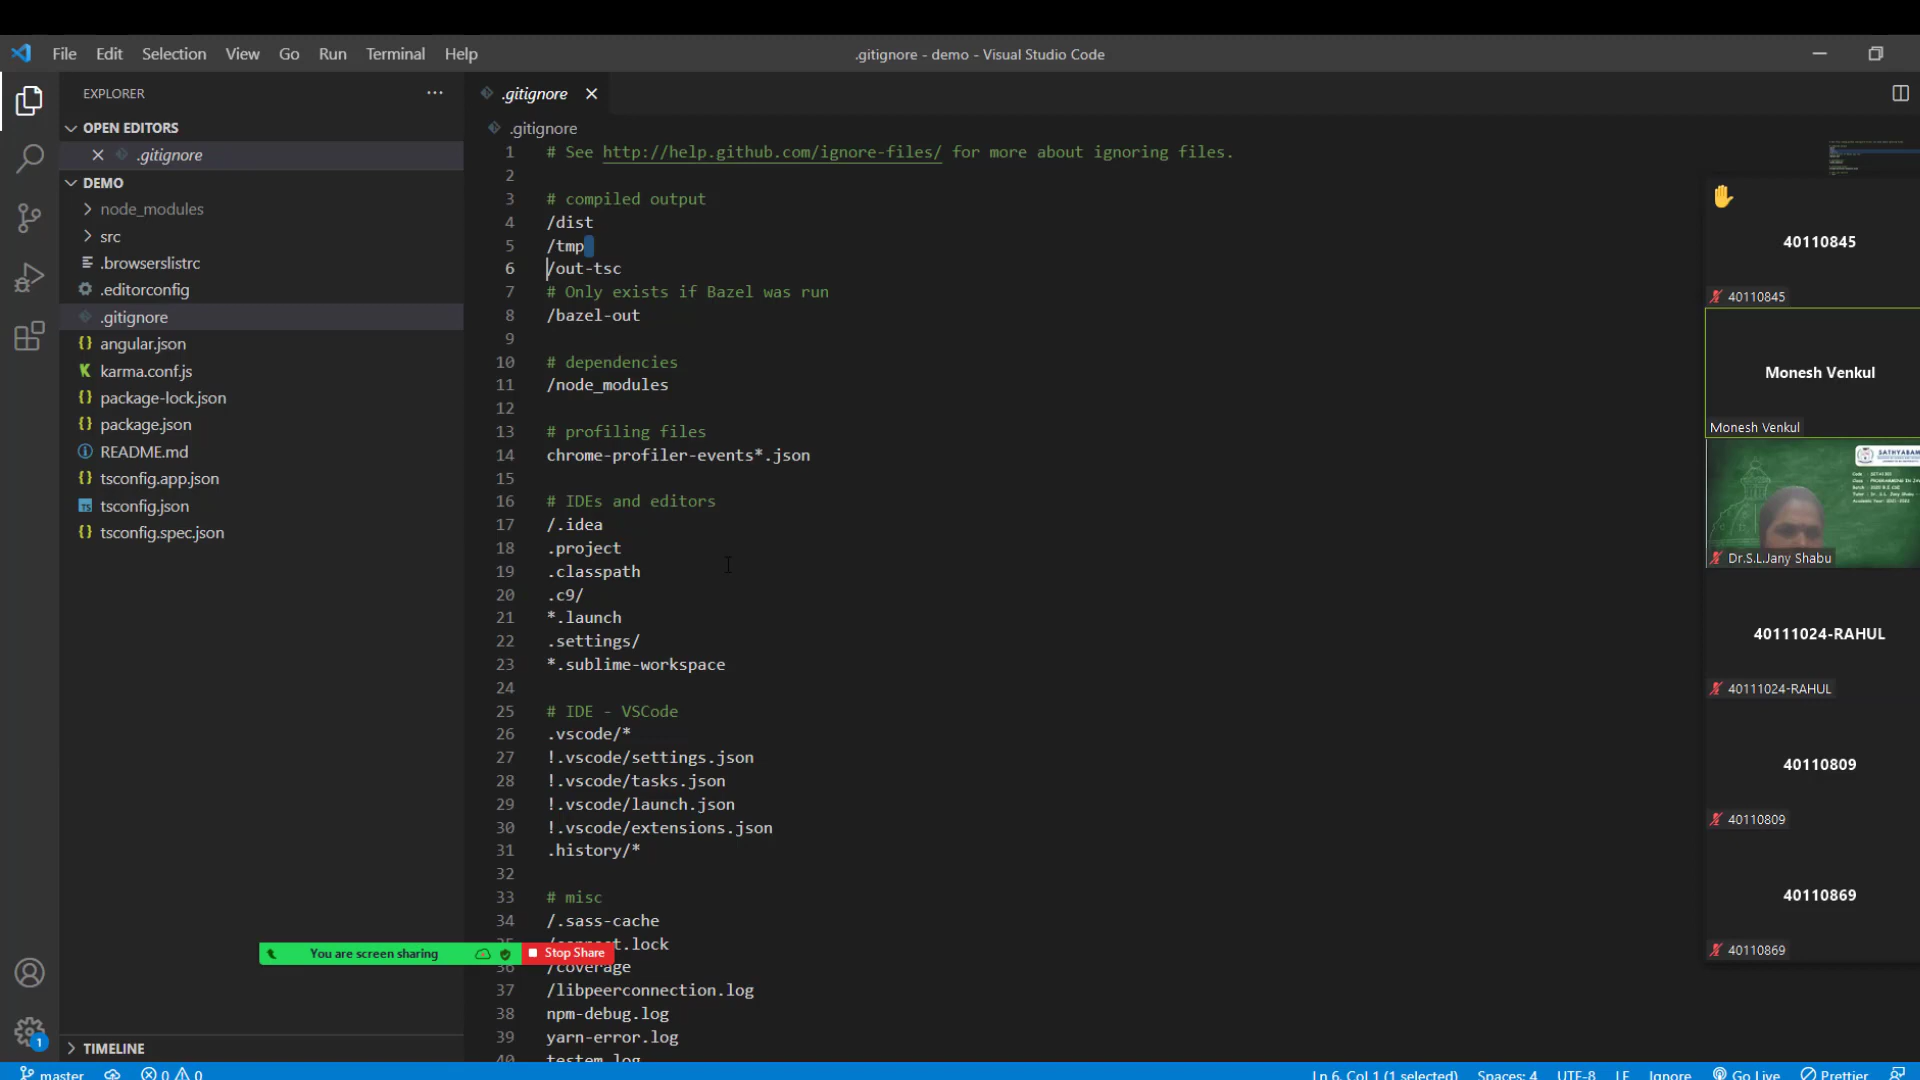 File Edit Selection View Go Run Terminal Help
.gitignore - demo - Visual Studio Code
EXPLORER
OPEN EDITORS
.gitignore
DEMO
node_modules
src
.browserslistrc
.editorconfig
.gitignore
angular.json
karma.conf.js
package-lock.json
package.json
README.md
tsconfig.app.json
tsconfig.json
tsconfig.spec.json
TIMELINE
.gitignore
.gitignore
1 # See http://help.github.com/ignore-files/ for more about ignoring files.
2
3 # compiled output
4 /dist
5 /tmp
6 /out-tsc
7 # Only exists if Bazel was run
8 /bazel-out
9
10 # dependencies
11 /node_modules
12
13 # profiling files
14 chrome-profiler-events*.json
15
16 # IDEs and editors
17 /.idea
18 .project
19 .classpath
20 .c9/
21 *.launch
22 .settings/
23 *.sublime-workspace
24
25 # IDE - VSCode
26 .vscode/*
27 !.vscode/settings.json
28 !.vscode/tasks.json
29 !.vscode/launch.json
30 !.vscode/extensions.json
31 .history/*
32
33 # misc
34 /.sass-cache
.lock
36 /coverage
37 /libpeerconnection.log
38 npm-debug.log
39 yarn-error.log
40 testem.log
You are screen sharing
Stop Share
40110845
40110845
Monesh Venkul
Monesh Venkul
SATHYABAM
Dr.S.L.Jany Shabu
40111024-RAHUL
40111024-RAHUL
40110809
40110809
40110869
40110869
1
master 0 0
Ln 6, Col 1 (1 selected) Spaces: 4 UTF-8 LF Ignore Go Live Prettier